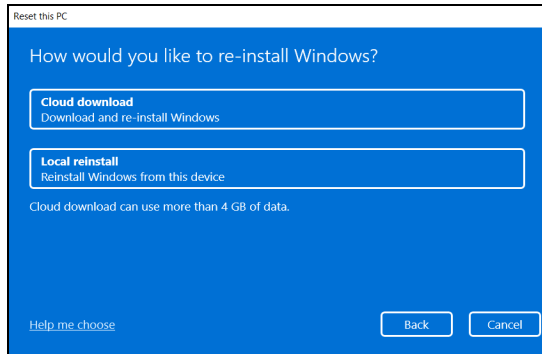 Reset this PC
How would you like to re-install Windows?
Cloud download
Download and re-install Windows
Local reinstall
Reinstall Windows from this device
Cloud download can use more than 4 GB of data.
Help me choose
Back
Cancel